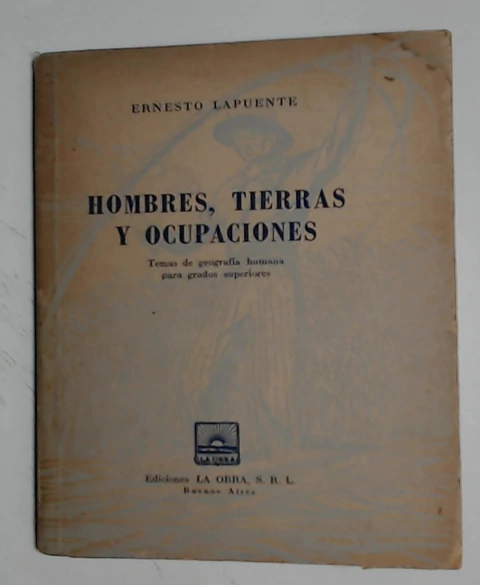 ERNESTO LAPUENTE
HOMBRES, TIERRAS
Y OCUPACIONES
Temas de geografía humana
para grados superiores
LA OBRA
Ediciones LA OBRA, S. R. L.
Buenos Aires